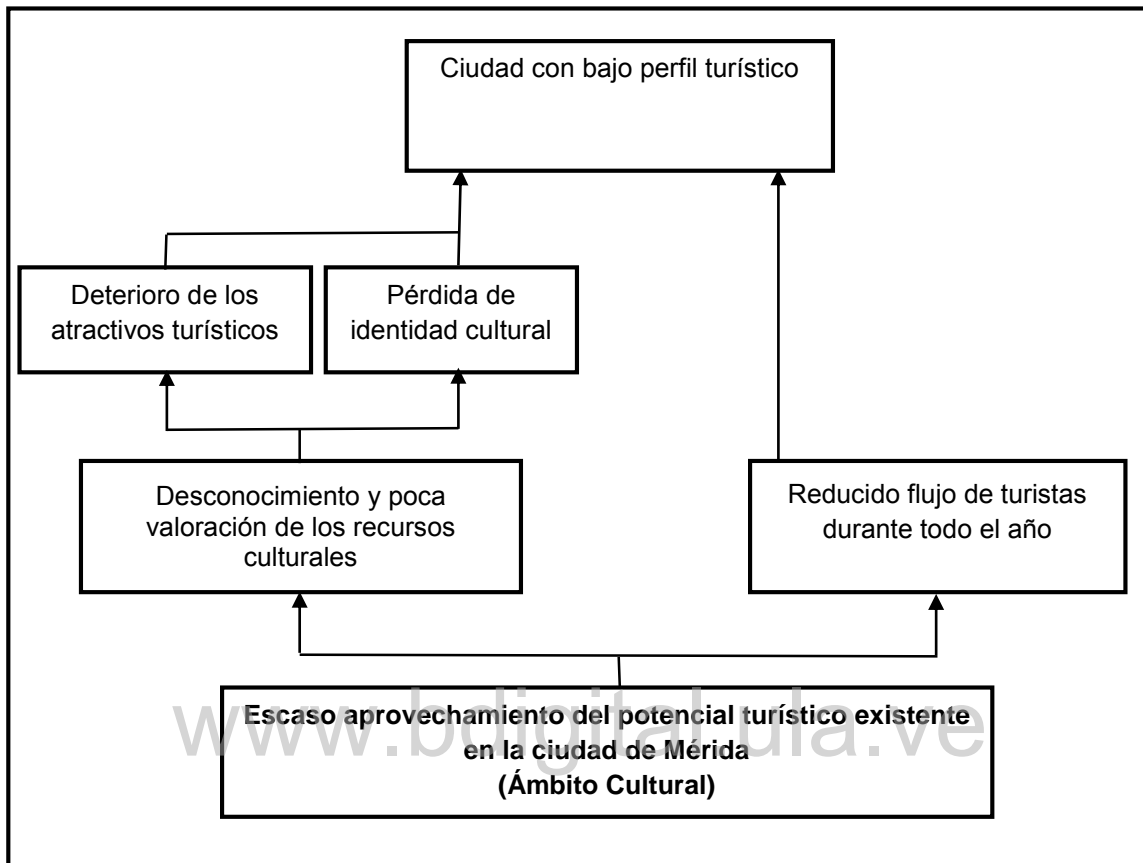 Ciudad con bajo perfil turístico
Deterioro de los
atractivos turísticos
Pérdida de
identidad cultural
Desconocimiento y poca
valoración de los recursos
culturales
Reducido flujo de turistas
durante todo el año
Escaso aprovechamiento del potencial turístico existente
en la ciudad de Mérida
(Ámbito Cultural)
www.bdigital.ula.ve